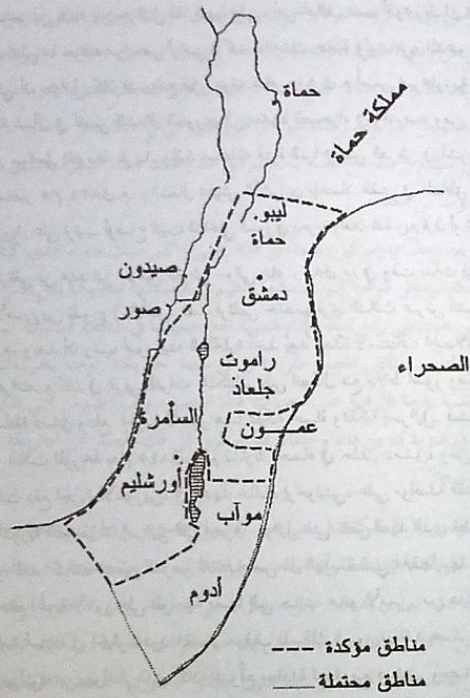 حماة
مملكة حماة
ليبو.
حماة
صيدون
دمشق
صور
راموت
جلعاد
الصحراء
عمون
السامرة
أورشليم
موآب
أدوم
مناطق مؤكدة
مناطق محتملة